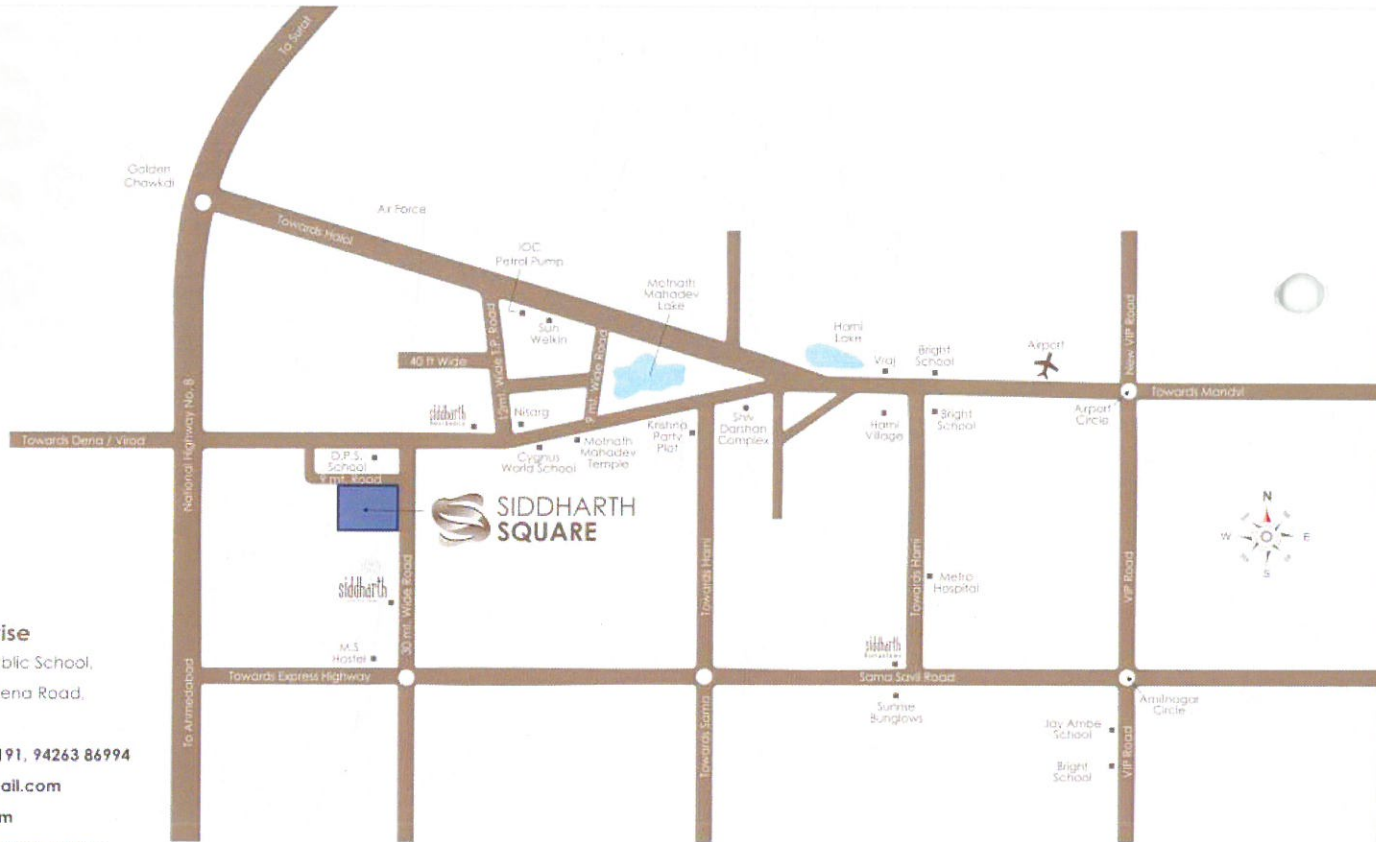 To Surat
Golden
Chowkdi
Air Force
Towards Halol
IOC
Petrol Pump
Motnath
Mahadev
Lake
Sun
Welkin
12mt. Wide T.P. Road
9 mt. Wide Road
40 ft Wide
Harni
Lake
Vraj
Bright
School
Airport
New VIP Road
Towards Mandvi
Airport
Circle
National Highway No. 8
siddharth
Nisarg
Towards Dena / Virod
Cygnus
World School
Motnath
Mahadev
Temple
Krishna
Party
Plot
Shiv
Darshan
Complex
Harni
Village
Bright
School
D.P.S.
School
9 mt. Road
SIDDHARTH
SQUARE
N
W
E
S
siddharth
30 mt. Wide Road
Towards Harni
Towards Harni
Metro
Hospital
VIP Road
M.S.
Hostel
siddharth
Towards Express Highway
Sama Savli Road
Sunrise
Bunglows
Amitnagar
Circle
To Ahmedabad
Towards Sama
Jay Ambe
School
Bright
School
VIP Road
ise
blic School,
ena Road,
191, 94263 86994
ail.com
m